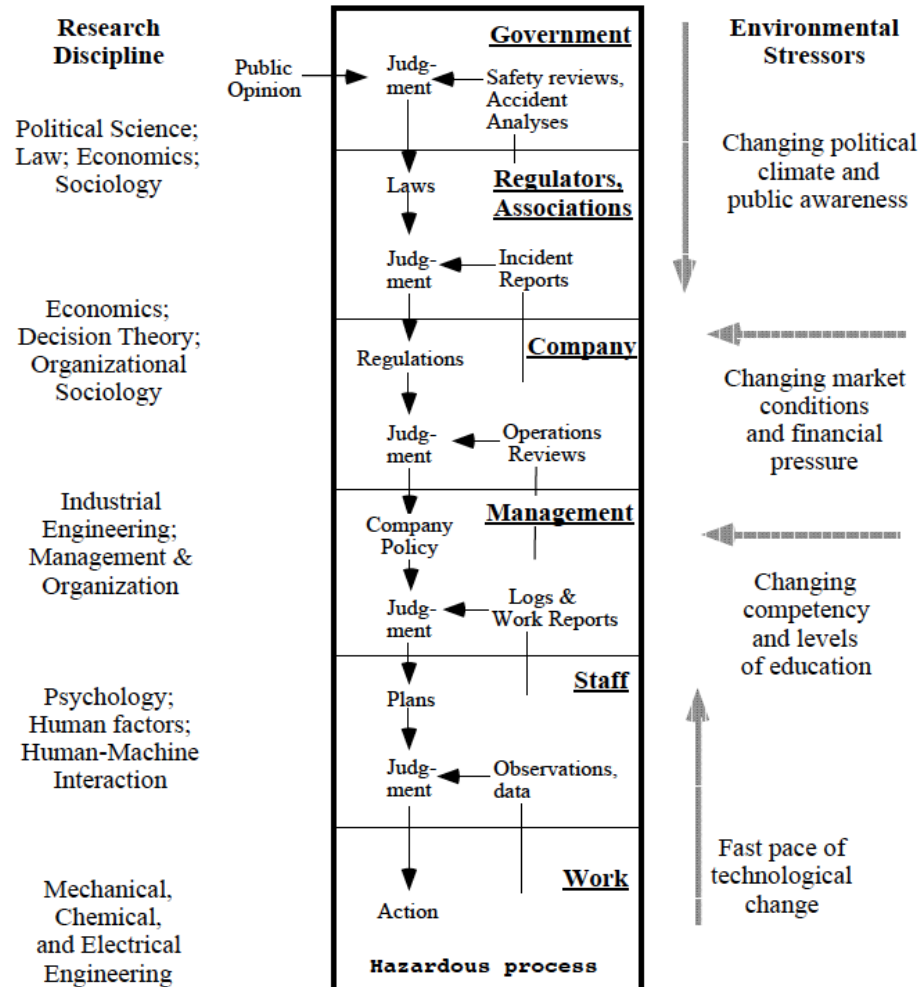 Research
Discipline
Political Science;
Law; Economics;
Sociology
Economics;
Decision Theory;
Organizational
Sociology
Industrial
Engineering;
Management &
Organization
Psychology;
Human factors;
Human-Machine
Interaction
Mechanical,
Chemical,
and Electrical
Engineering
Public
Opinion
Government
Judg-
ment
Safety reviews,
Accident
Analyses
Regulators,
Associations
Laws
Judg-
ment
Incident
Reports
Company
Regulations
Judg-
ment
Operations
Reviews
Management
Company
Policy
Judg-
ment
Logs &
Work Reports
Staff
Plans
Judg-
ment
Observations,
data
Work
Action
Hazardous process
Environmental
Stressors
Changing political
climate and
public awareness
Changing market
conditions
and financial
pressure
Changing
competency
and levels
of education
Fast pace of
technological
change